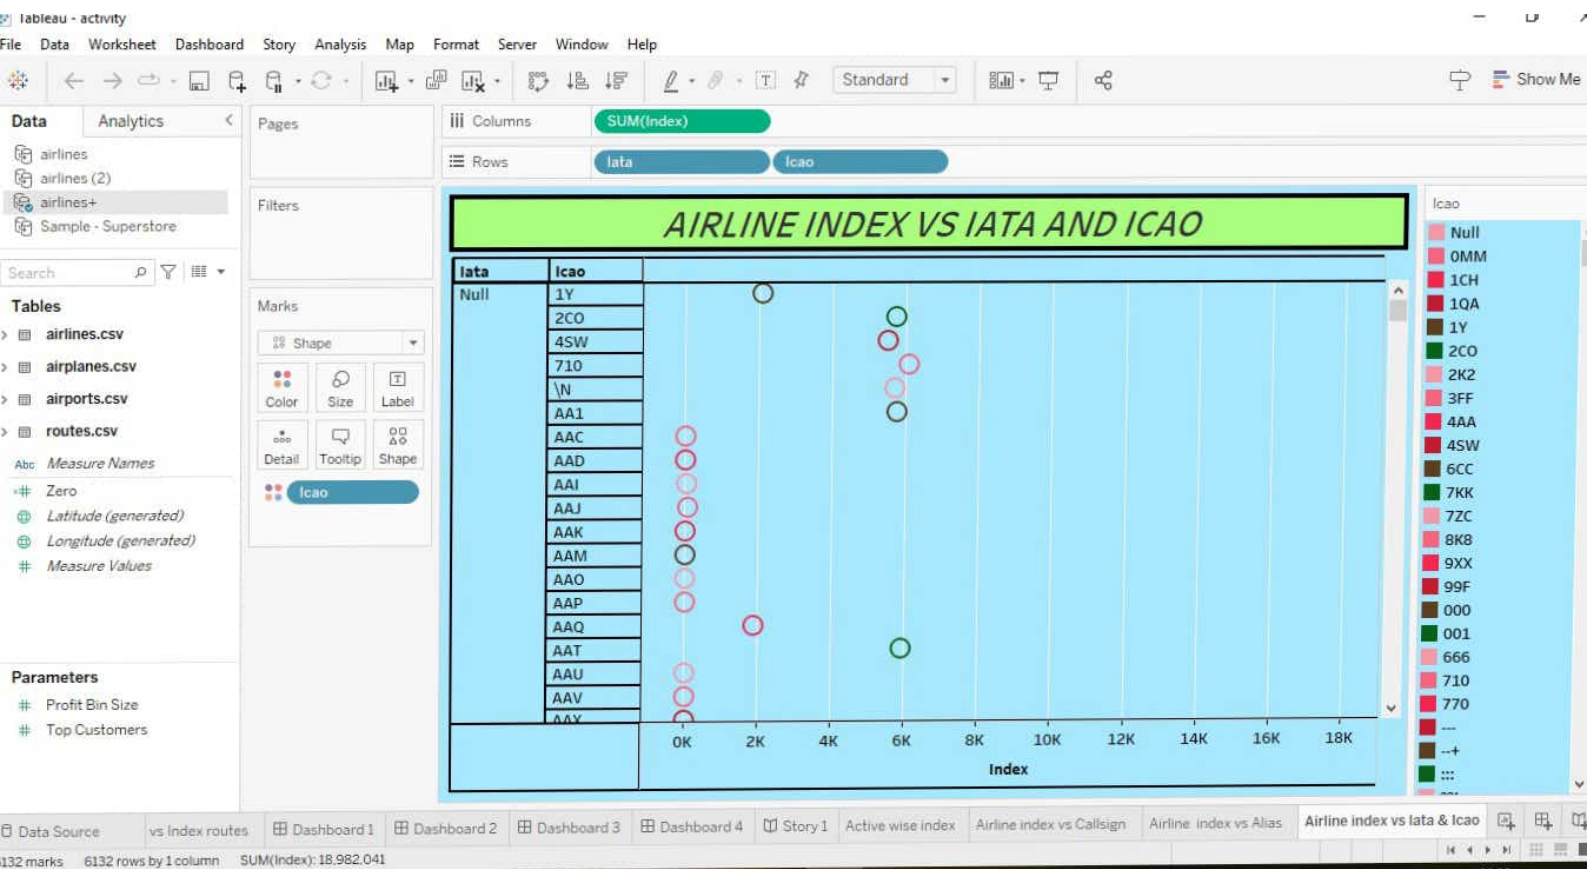 Tableau - activity
File Data Worksheet Dashboard Story Analysis Map Format Server Window Help
Standard Show Me
Data Analytics
airlines
airlines (2)
airlines+
Sample - Superstore
Search
Tables
airlines.csv
airplanes.csv
airports.csv
routes.csv
Abc Measure Names
Zero
Latitude (generated)
Longitude (generated)
Measure Values
Parameters
Profit Bin Size
Top Customers
Pages
Filters
Marks
Shape
Color Size Label
Detail Tooltip Shape
Icao
Columns SUM(Index)
Rows Iata Icao
AIRLINE INDEX VS IATA AND ICAO
Iata Icao
Null 1Y
2CO
4SW
710
\N
AA1
AAC
AAD
AAI
AAJ
AAK
AAM
AAO
AAP
AAQ
AAT
AAU
AAV
AAX
0K 2K 4K 6K 8K 10K 12K 14K 16K 18K
Index
Icao
Null
0MM
1CH
1QA
1Y
2CO
2K2
3FF
4AA
4SW
6CC
7KK
7ZC
8K8
9XX
99F
000
001
666
710
770
---
--+
:::
Data Source vs Index routes Dashboard 1 Dashboard 2 Dashboard 3 Dashboard 4 Story 1 Active wise index Airline index vs Callsign Airline index vs Alias Airline index vs Iata & Icao
6132 marks 6132 rows by 1 column SUM(Index): 18,982,041